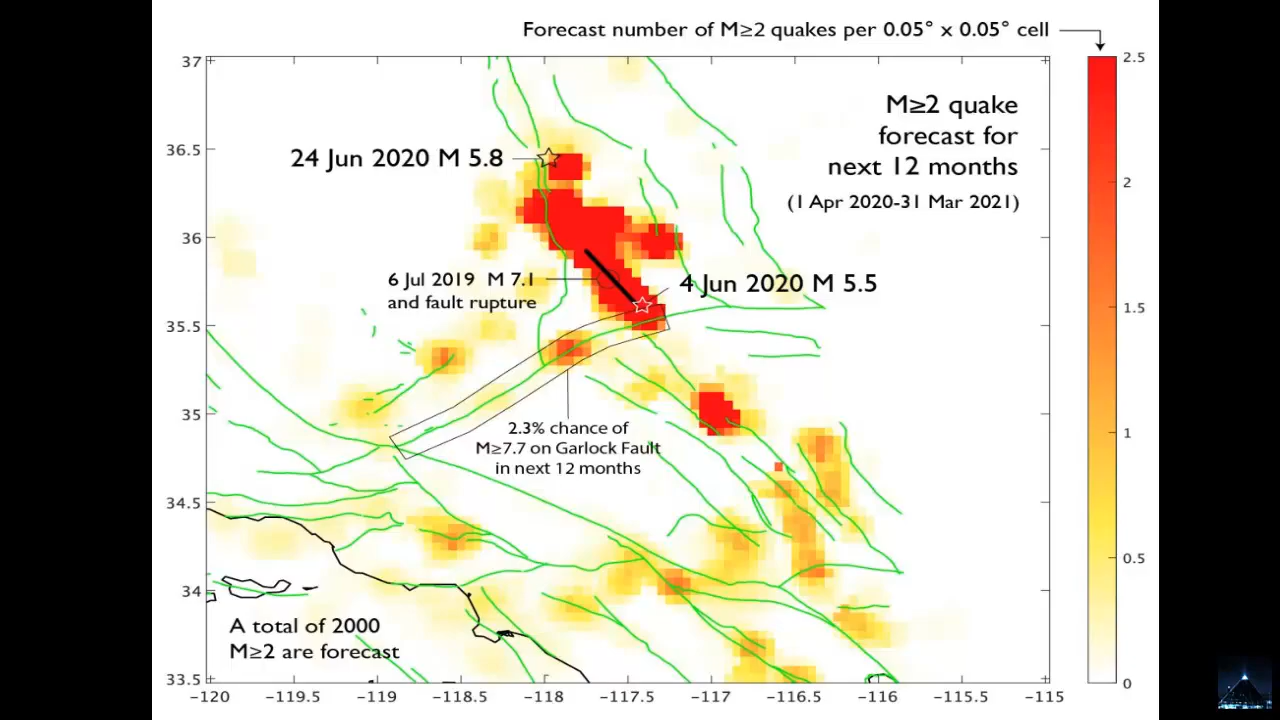 Forecast number of M≥2 quakes per 0.05° x 0.05° cell
M≥2 quake
forecast for
next 12 months
(1 Apr 2020-31 Mar 2021)
24 Jun 2020 M 5.8
6 Jul 2019 M 7.1
and fault rupture
4 Jun 2020 M 5.5
2.3% chance of
M≥7.7 on Garlock Fault
in next 12 months
A total of 2000
M≥2 are forecast
37
36.5
36
35.5
35
34.5
34
33.5
−120
−119.5
−119
−118.5
−118
−117.5
−117
−116.5
−116
−115.5
−115
2.5
2
1.5
1
0.5
0